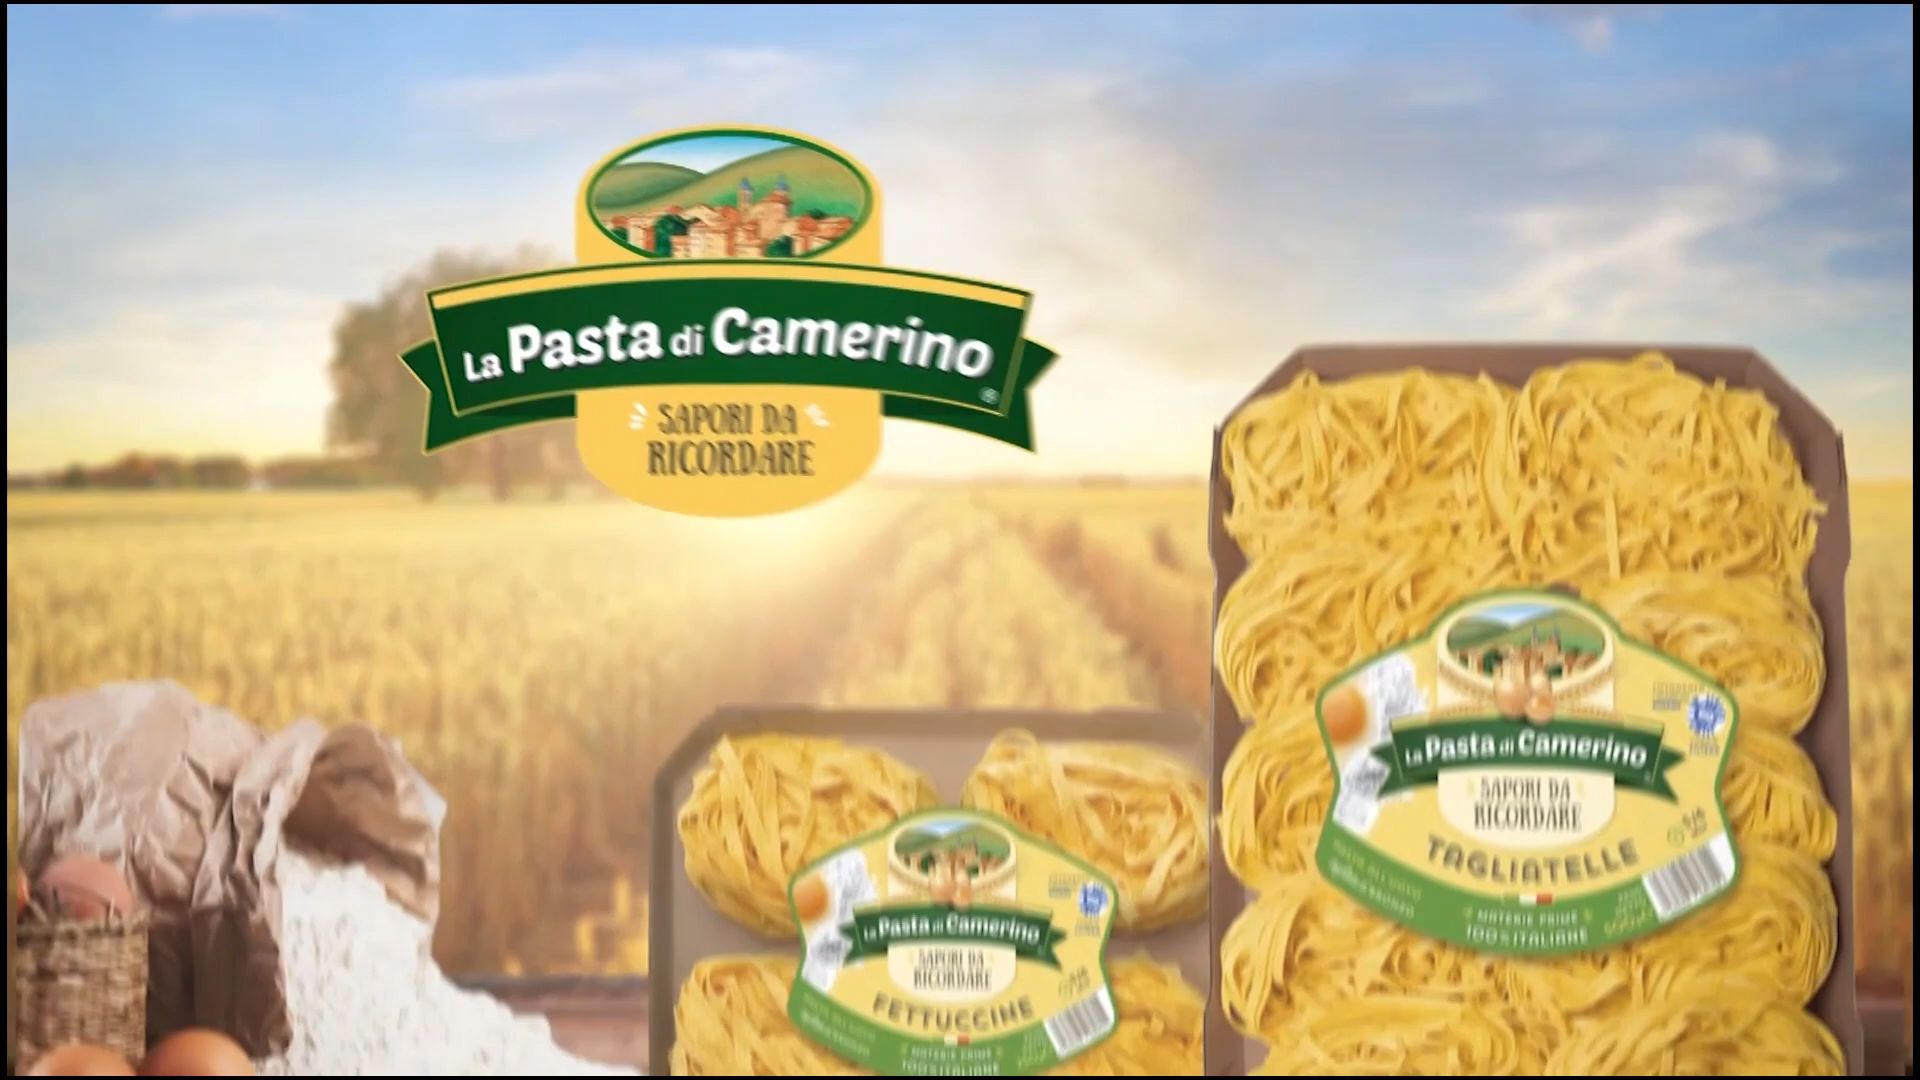 La Pasta di Camerino
®
SAPORI DA
RICORDARE
La Pasta di Camerino
SAPORI DA
RICORDARE
TAGLIATELLE
MATERIE PRIME
100% ITALIANE
La Pasta di Camerino
SAPORI DA
RICORDARE
FETTUCCINE
MATERIE PRIME
100% ITALIANE